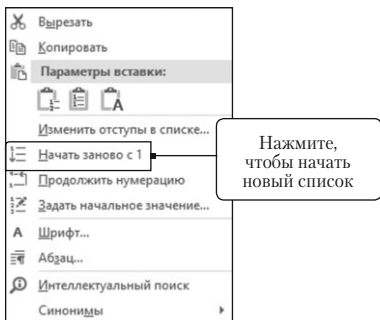 Вырезать
Копировать
Параметры вставки:
Изменить отступы в списке...
Начать заново с 1
Продолжить нумерацию
Задать начальное значение...
Шрифт...
Абзац...
Интеллектуальный поиск
Синонимы
Нажмите,
чтобы начать
новый список